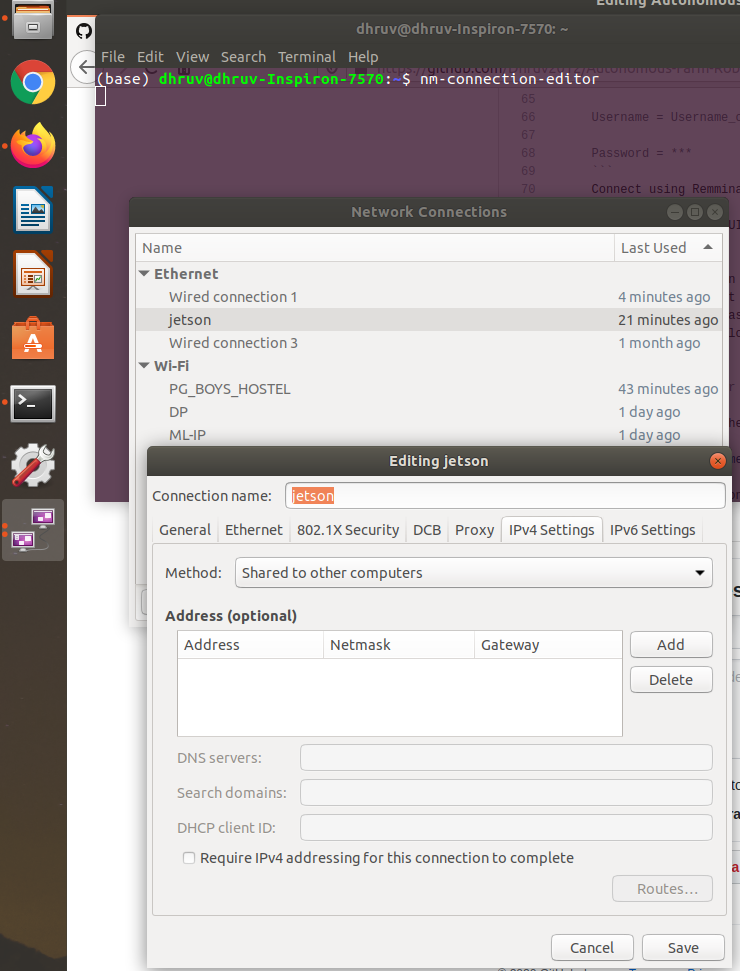 Editing Autonomous
dhruv@dhruv-Inspiron-7570: ~
File Edit View Search Terminal Help
(base) dhruv@dhruv-Inspiron-7570:~$ nm-connection-editor
65
66 Username = Username_
67
68 Password = ***
69 ```
70 Connect using Remmina
Network Connections
Name Last Used
Ethernet
Wired connection 1 4 minutes ago
jetson 21 minutes ago
Wired connection 3 1 month ago
Wi-Fi
PG_BOYS_HOSTEL 43 minutes ago
DP 1 day ago
ML-IP 1 day ago
Editing jetson
Connection name: jetson
General Ethernet 802.1X Security DCB Proxy IPv4 Settings IPv6 Settings
Method: Shared to other computers
Address (optional)
Address Netmask Gateway
Add
Delete
DNS servers:
Search domains:
DHCP client ID:
Require IPv4 addressing for this connection to complete
Routes...
Cancel Save